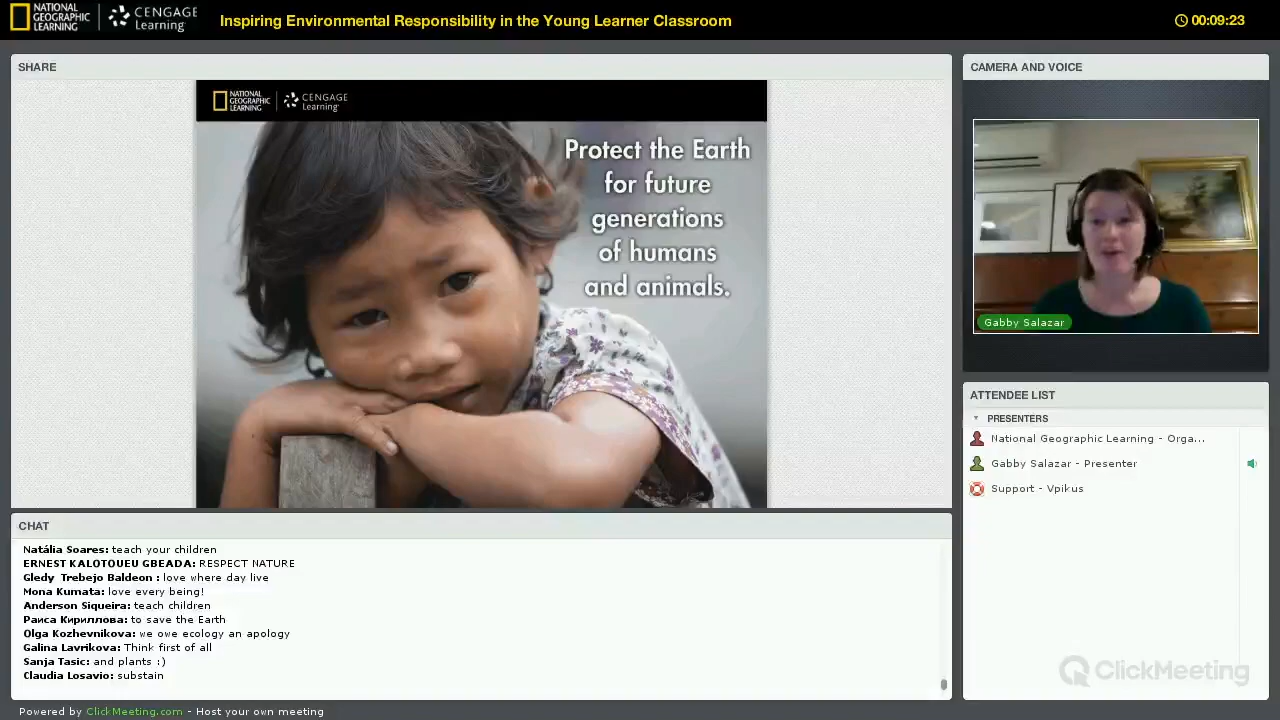 NATIONAL
GEOGRAPHIC
LEARNING
CENGAGE
Learning
Inspiring Environmental Responsibility in the Young Learner Classroom
00:09:23
SHARE
NATIONAL
GEOGRAPHIC
LEARNING
CENGAGE
Learning
Protect the Earth
for future
generations
of humans
and animals.
CAMERA AND VOICE
Gabby Salazar
ATTENDEE LIST
PRESENTERS
National Geographic Learning - Orga...
Gabby Salazar - Presenter
Support - Vpikus
CHAT
Natália Soares: teach your children
ERNEST KALOTOUEU GBEADA: RESPECT NATURE
Gledy Trebejo Baldeon : love where day live
Mona Kumata: love every being!
Anderson Siqueira: teach children
Раиса Кириллова: to save the Earth
Olga Kozhevnikova: we owe ecology an apology
Galina Lavrikova: Think first of all
Sanja Tasic: and plants :)
Claudia Losavio: substain
ClickMeeting
Powered by ClickMeeting.com - Host your own meeting